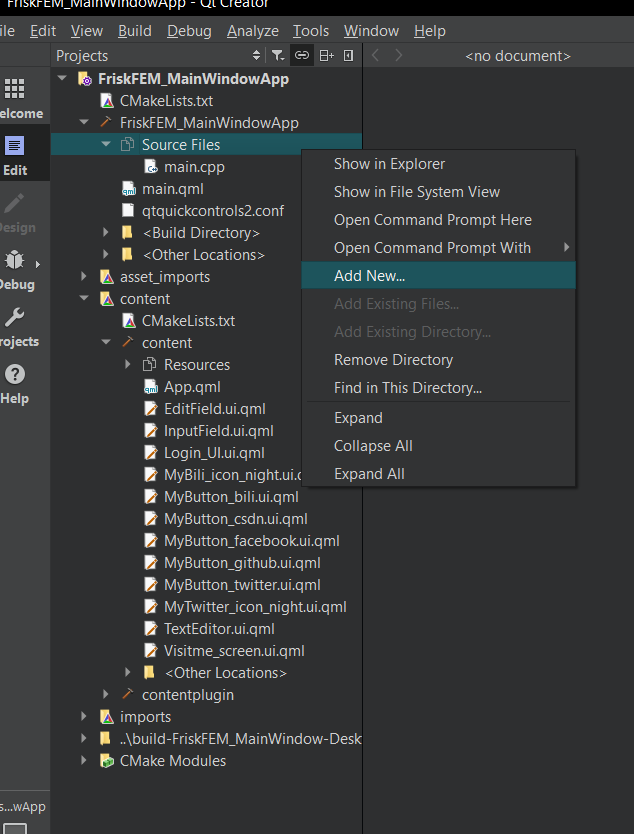 FriskFEM_MainWindowApp - Qt Creator
ile Edit View Build Debug Analyze Tools Window Help
Projects
<no document>
elcome
Edit
Design
Debug
rojects
Help
s...wApp
FriskFEM_MainWindowApp
CMakeLists.txt
FriskFEM_MainWindowApp
Source Files
main.cpp
main.qml
qtquickcontrols2.conf
<Build Directory>
<Other Locations>
asset_imports
content
CMakeLists.txt
content
Resources
App.qml
EditField.ui.qml
InputField.ui.qml
Login_UI.ui.qml
MyBili_icon_night.ui.q
MyButton_bili.ui.qml
MyButton_csdn.ui.qml
MyButton_facebook.ui.qml
MyButton_github.ui.qml
MyButton_twitter.ui.qml
MyTwitter_icon_night.ui.qml
TextEditor.ui.qml
Visitme_screen.ui.qml
<Other Locations>
contentplugin
imports
..\build-FriskFEM_MainWindow-Desk
CMake Modules
Show in Explorer
Show in File System View
Open Command Prompt Here
Open Command Prompt With
Add New...
Add Existing Files...
Add Existing Directory...
Remove Directory
Find in This Directory...
Expand
Collapse All
Expand All